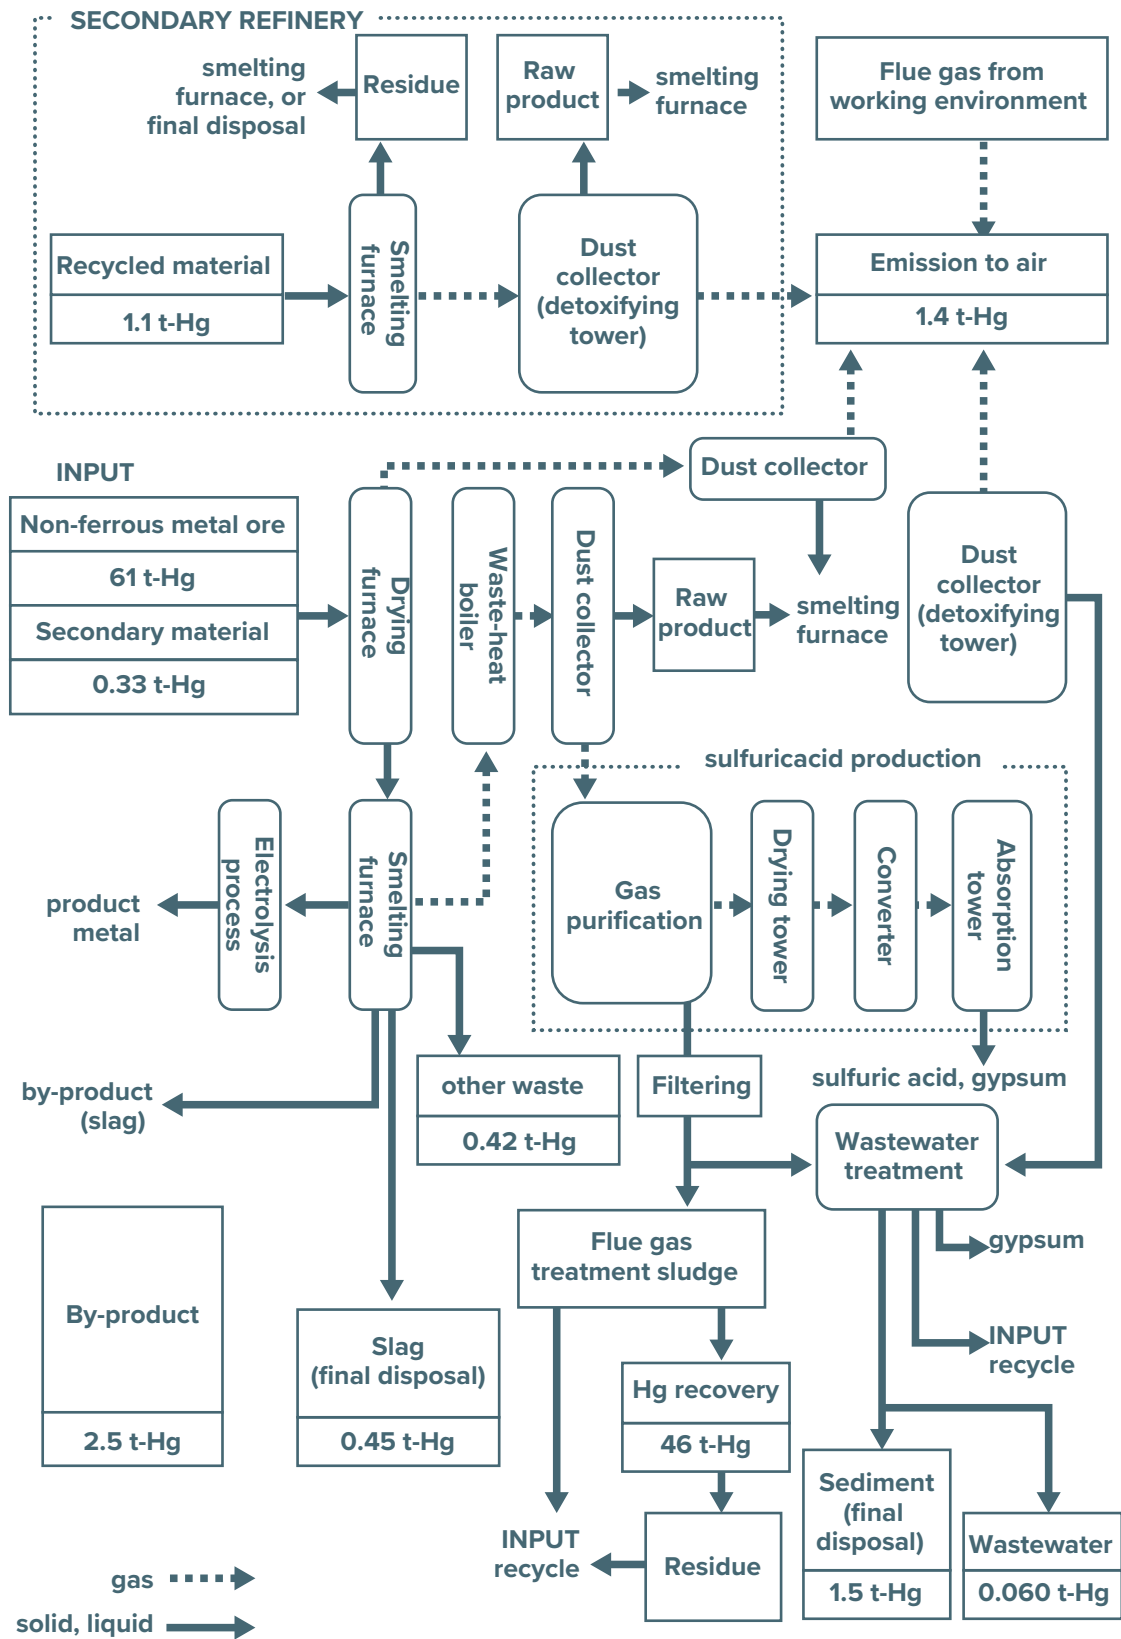 SECONDARY REFINERY
smelting
furnace, or
final disposal
Residue
Raw
product
smelting
furnace
Flue gas from
working environment
Recycled material
1.1 t-Hg
Smelting
furnace
Dust
collector
(detoxifying
tower)
Emission to air
1.4 t-Hg
INPUT
Non-ferrous metal ore
61 t-Hg
Secondary material
0.33 t-Hg
Drying
furnace
Waste-heat
boiler
Dust collector
Raw
product
Dust collector
smelting
furnace
Dust
collector
(detoxifying
tower)
sulfuricacid production
product
metal
Electrolysis
process
Smelting
furnace
Gas
purification
Drying tower
Converter
Absorption
tower
by-product
(slag)
other waste
0.42 t-Hg
Filtering
sulfuric acid, gypsum
Wastewater
treatment
By-product
2.5 t-Hg
Slag
(final disposal)
0.45 t-Hg
Flue gas
treatment sludge
Hg recovery
46 t-Hg
gypsum
INPUT
recycle
INPUT
recycle
Residue
Sediment
(final
disposal)
1.5 t-Hg
Wastewater
0.060 t-Hg
gas
solid, liquid